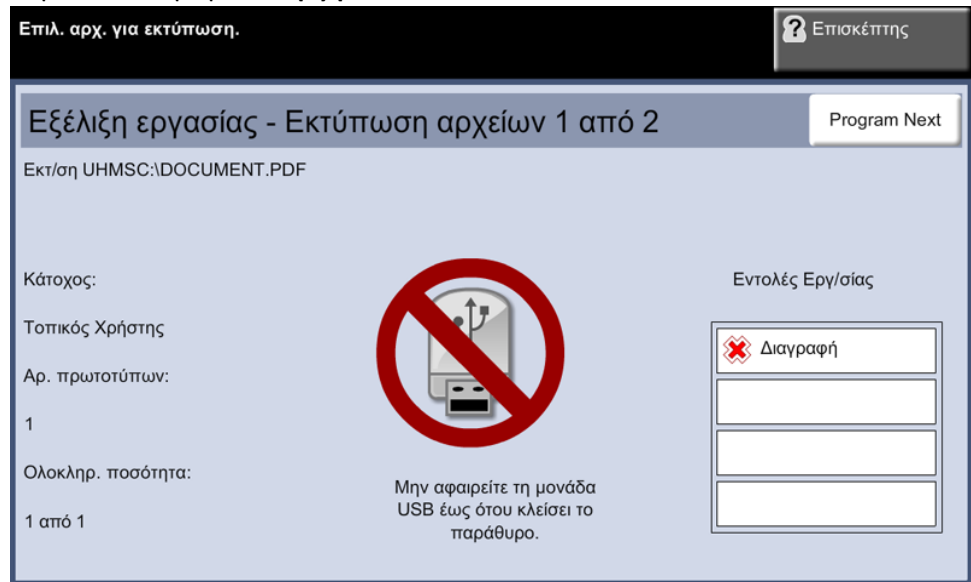 Επιλ. αρχ. για εκτύπωση.
Επισκέπτης
Εξέλιξη εργασίας - Εκτύπωση αρχείων 1 από 2
Program Next
Εκτ/ση UHMSC:\DOCUMENT.PDF
Κάτοχος:
Τοπικός Χρήστης
Αρ. πρωτοτύπων:
1
Ολοκληρ. ποσότητα:
1 από 1
Μην αφαιρείτε τη μονάδα
USB έως ότου κλείσει το
παράθυρο.
Εντολές Εργ/σίας
Διαγραφή